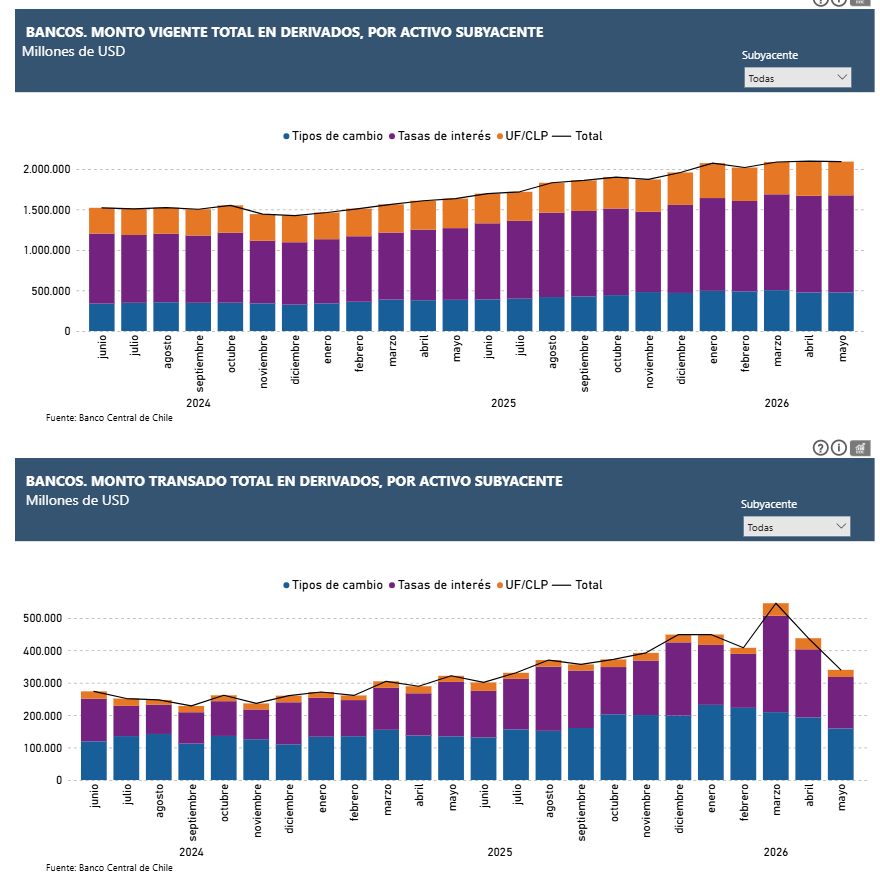 BANCOS. MONTO VIGENTE TOTAL EN DERIVADOS, POR ACTIVO SUBYACENTE
Millones de USD
Subyacente
Todas
Tipos de cambio Tasas de interés UF/CLP Total
2.000.000
1.500.000
1.000.000
500.000
0
junio julio agosto septiembre octubre noviembre diciembre enero febrero marzo abril mayo junio julio agosto septiembre octubre noviembre diciembre enero febrero marzo abril mayo
2024 2025 2026
Fuente: Banco Central de Chile
? i
BANCOS. MONTO TRANSADO TOTAL EN DERIVADOS, POR ACTIVO SUBYACENTE
Millones de USD
Subyacente
Todas
Tipos de cambio Tasas de interés UF/CLP Total
500.000
400.000
300.000
200.000
100.000
0
junio julio agosto septiembre octubre noviembre diciembre enero febrero marzo abril mayo junio julio agosto septiembre octubre noviembre diciembre enero febrero marzo abril mayo
2024 2025 2026
Fuente: Banco Central de Chile